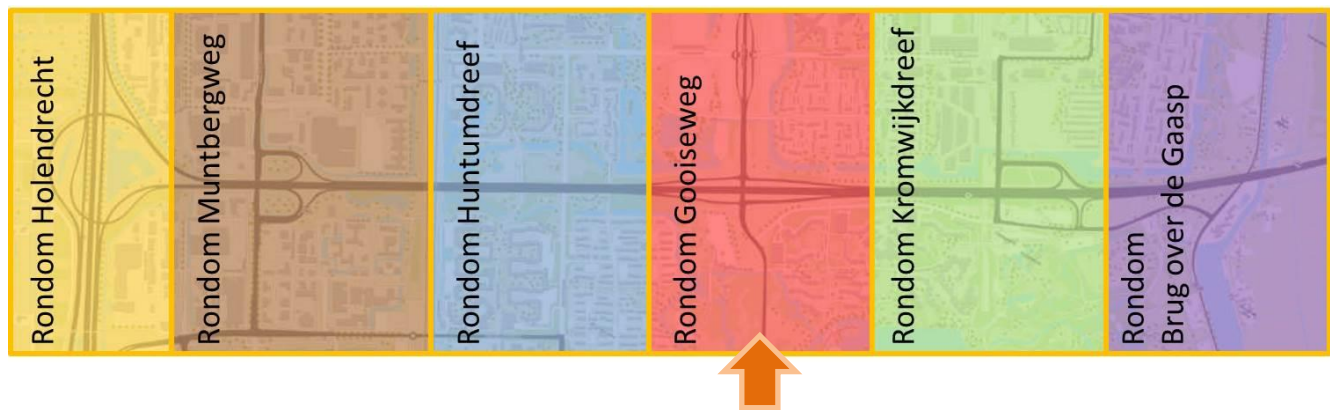 Rondom Holendrecht
Rondom Muntbergweg
Rondom Huntumdreef
Rondom Gooiseweg
Rondom Kromwijkdreef
Rondom
Brug over de Gaasp